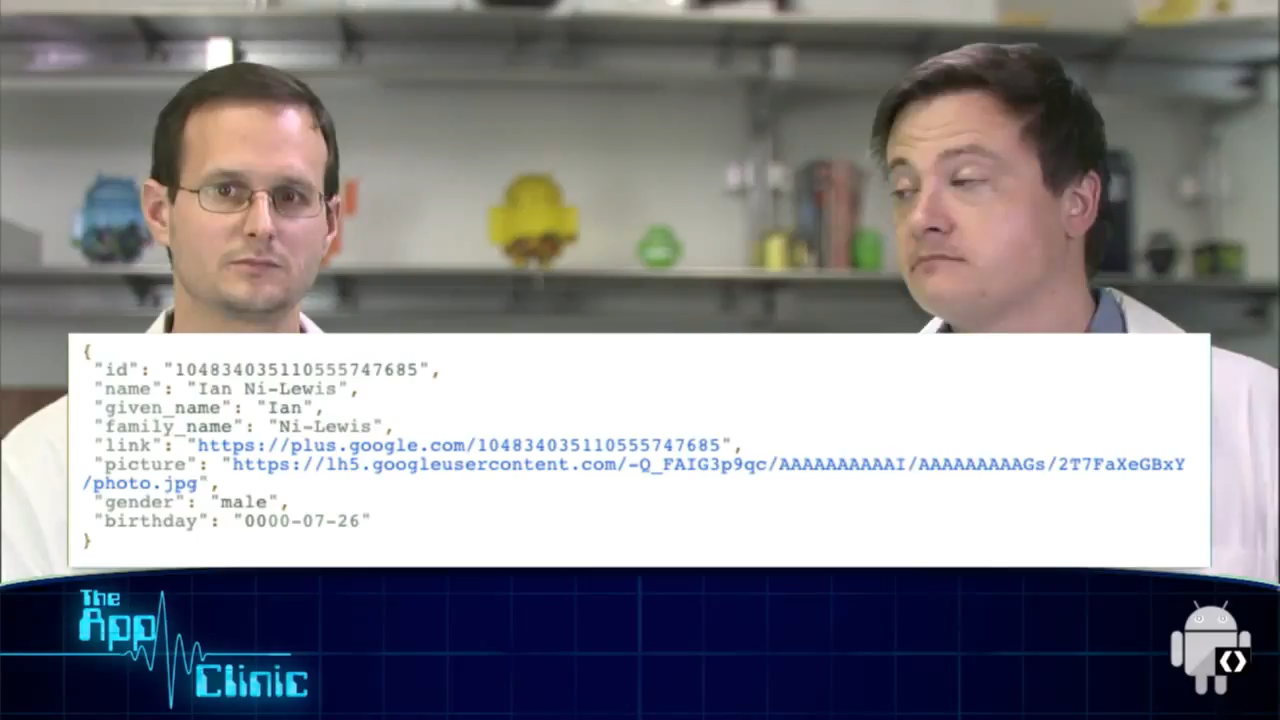 {
"id": "104834035110555747685",
"name": "Ian Ni-Lewis",
"given_name": "Ian",
"family_name": "Ni-Lewis",
"link": "https://plus.google.com/104834035110555747685",
"picture": "https://lh5.googleusercontent.com/-Q_FAIG3p9qc/AAAAAAAAAAI/AAAAAAAAAGs/2T7FaXeGBxY
/photo.jpg",
"gender": "male",
"birthday": "0000-07-26"
}
The
App
Clinic